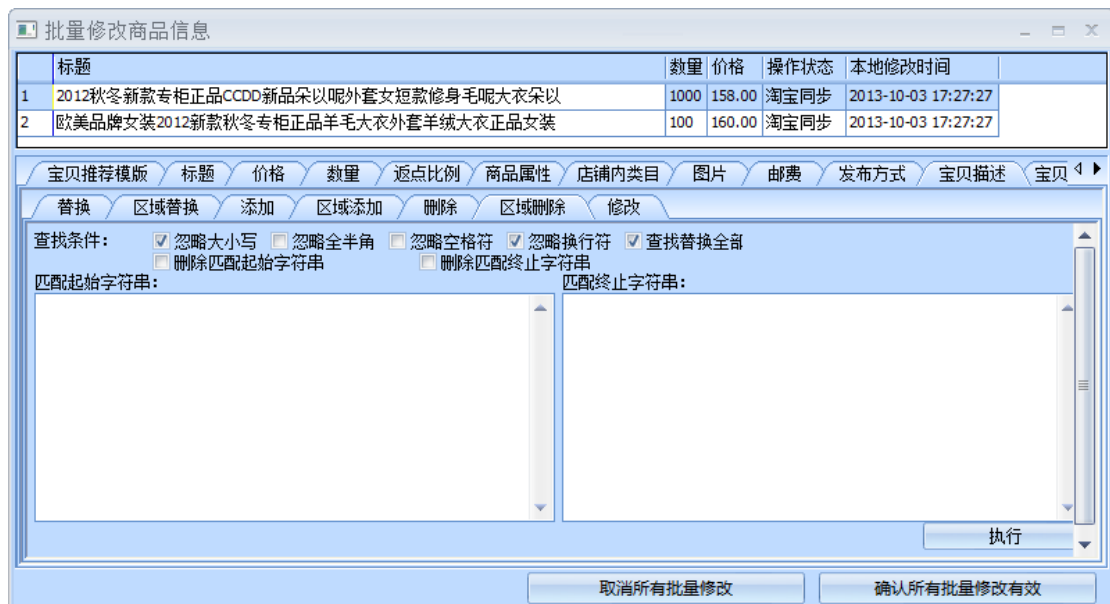 批量修改商品信息
标题 数量 价格 操作状态 本地修改时间
1 2012秋冬新款专柜正品CCDD新品朵以呢外套女短款修身毛呢大衣朵以 1000 158.00 淘宝同步 2013-10-03 17:27:27
2 欧美品牌女装2012新款秋冬专柜正品羊毛大衣外套羊绒大衣正品女装 100 160.00 淘宝同步 2013-10-03 17:27:27
宝贝推荐模版 标题 价格 数量 返点比例 商品属性 店铺内类目 图片 邮费 发布方式 宝贝描述 宝贝
替换 区域替换 添加 区域添加 删除 区域删除 修改
查找条件: 忽略大小写 忽略全半角 忽略空格符 忽略换行符 查找替换全部
删除匹配起始字符串 删除匹配终止字符串
匹配起始字符串: 匹配终止字符串:
执行
取消所有批量修改 确认所有批量修改有效